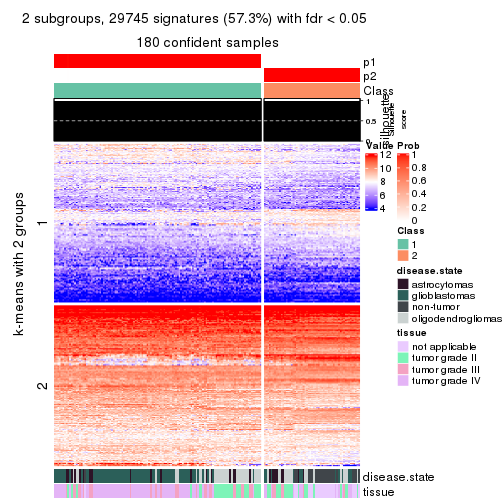 2 subgroups, 29745 signatures (57.3%) with fdr < 0.05
180 confident samples
p1
p2
Class
1
0.5
0
Silhouette
silhouette
score
k-means with 2 groups
1
2
Value
12
10
8
6
4
Prob
1
0.8
0.6
0.4
0.2
0
Class
1
2
disease.state
astrocytomas
glioblastomas
non-tumor
oligodendrogliomas
tissue
not applicable
tumor grade II
tumor grade III
tumor grade IV
disease.state
tissue